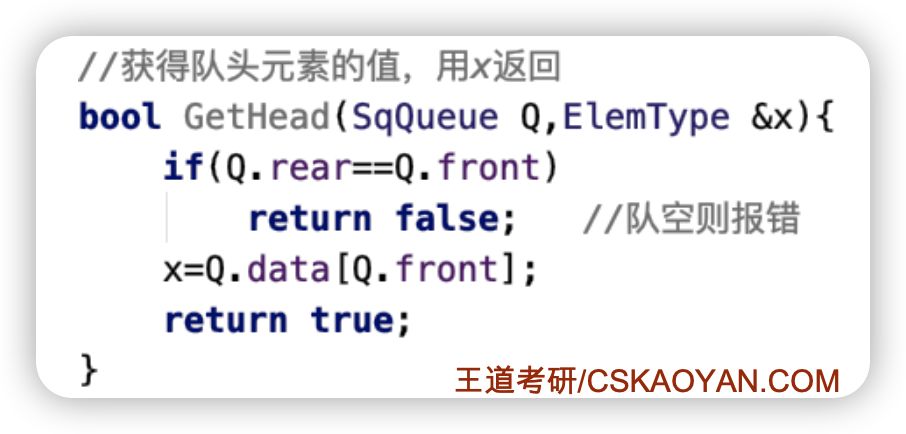 //获得队头元素的值，用x返回
bool GetHead(SqQueue Q,ElemType &x){
    if(Q.rear==Q.front)
        return false;   //队空则报错
    x=Q.data[Q.front];
    return true;
}
王道考研/CSKAOYAN.COM